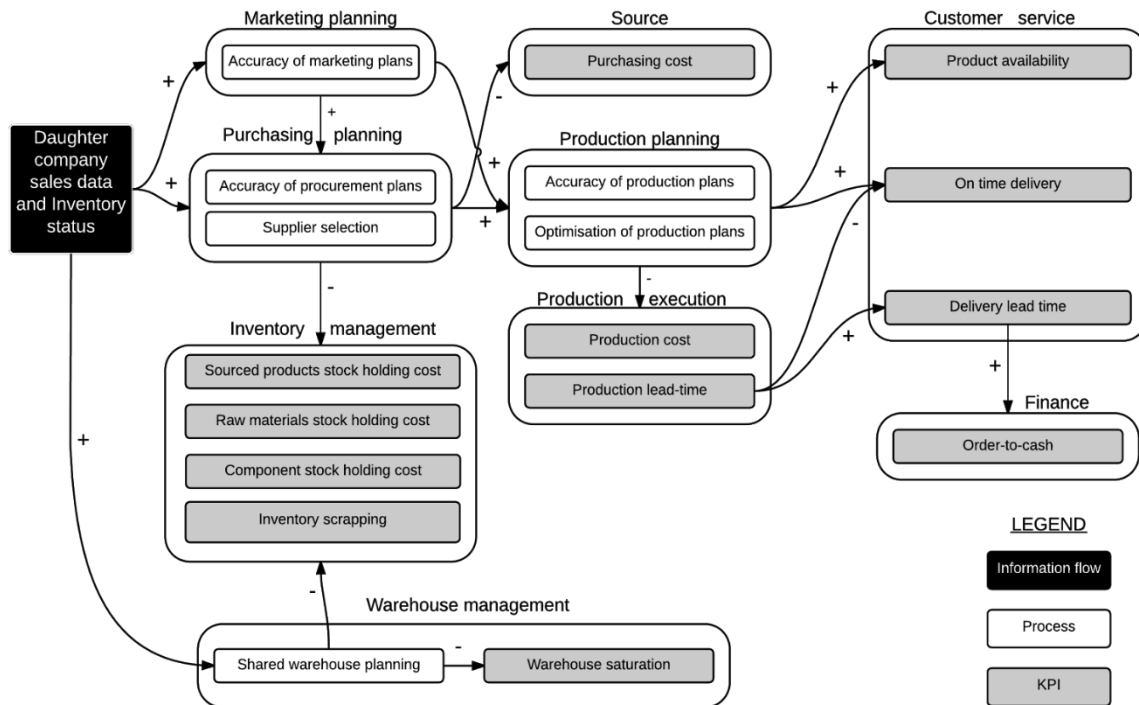 Marketing planning
Source
Customer service
Accuracy of marketing plans
Purchasing cost
Product availability
+
+
-
+
Daughter
company
sales data
and Inventory
status
Purchasing planning
Production planning
+
+
+
Accuracy of procurement plans
Supplier selection
+
Accuracy of production plans
Optimisation of production plans
On time delivery
-
-
-
Inventory management
Production execution
Sourced products stock holding cost
Raw materials stock holding cost
Component stock holding cost
Inventory scrapping
Production cost
Production lead-time
+
Delivery lead time
+
Finance
Order-to-cash
+
-
Warehouse management
Shared warehouse planning
-
Warehouse saturation
LEGEND
Information flow
Process
KPI